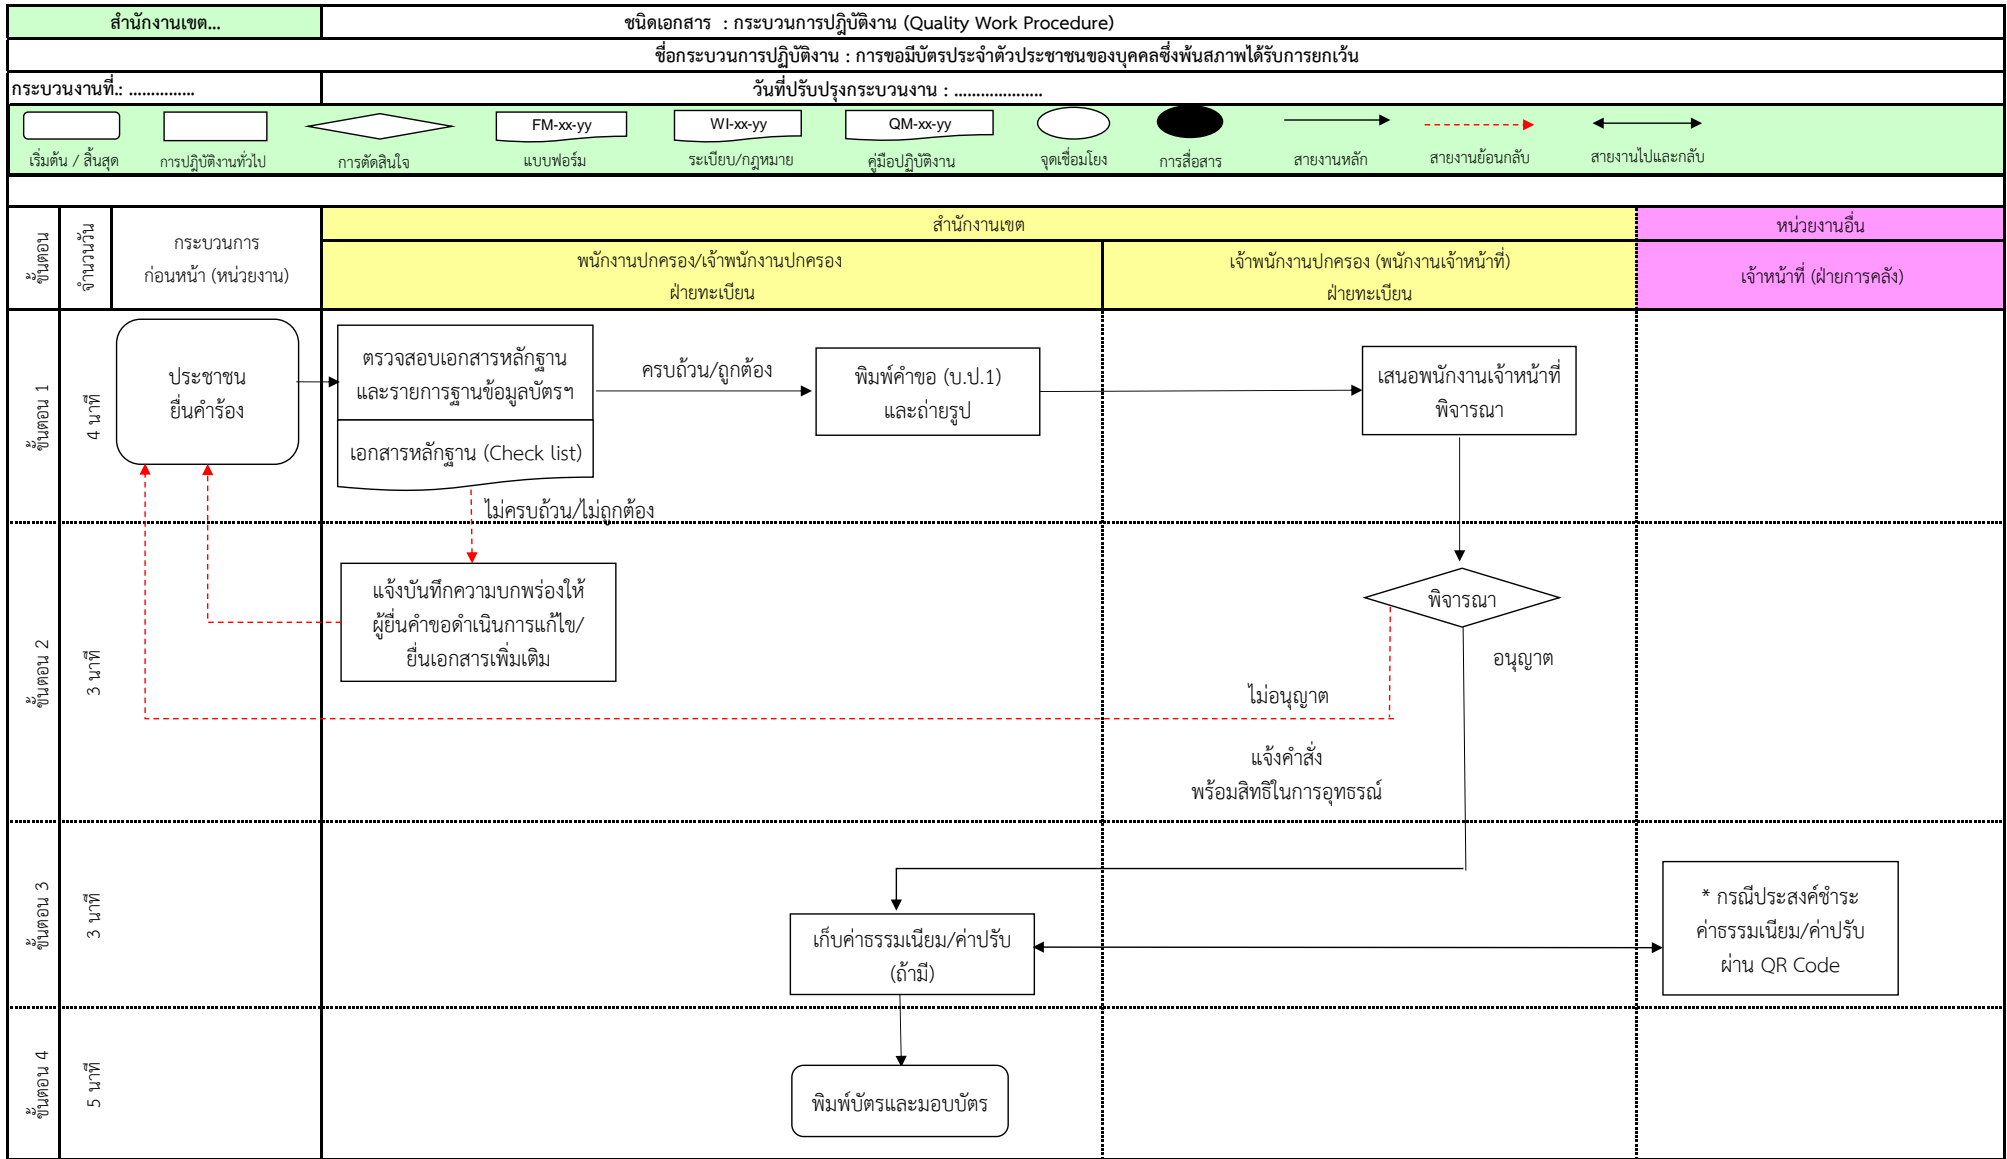 สำนักงานเขต...
ชนิดเอกสาร : กระบวนการปฏิบัติงาน (Quality Work Procedure)
ชื่อกระบวนการปฏิบัติงาน : การขอมีบัตรประจำตัวประชาชนของบุคคลซึ่งพ้นสภาพได้รับการยกเว้น
กระบวนงานที่.: ...............
วันที่ปรับปรุงกระบวนงาน : ....................
FM-xx-yy
WI-xx-yy
QM-xx-yy
เริ่มต้น / สิ้นสุด
การปฎิบัติงานทั่วไป
การตัดสินใจ
แบบฟอร์ม
ระเบียบ/กฎหมาย
คู่มือปฏิบัติงาน
จุดเชื่อมโยง
การสื่อสาร
สายงานหลัก
สายงานย้อนกลับ
สายงานไปและกลับ
ขั้นตอน
จำนวนวัน
กระบวนการ
ก่อนหน้า (หน่วยงาน)
สำนักงานเขต
หน่วยงานอื่น
พนักงานปกครอง/เจ้าพนักงานปกครอง
ฝ่ายทะเบียน
เจ้าพนักงานปกครอง (พนักงานเจ้าหน้าที่)
ฝ่ายทะเบียน
เจ้าหน้าที่ (ฝ่ายการคลัง)
ขั้นตอน 1
4 นาที
ประชาชน
ยื่นคำร้อง
ตรวจสอบเอกสารหลักฐาน
และรายการฐานข้อมูลบัตรฯ
เอกสารหลักฐาน (Check list)
ครบถ้วน/ถูกต้อง
พิมพ์คำขอ (บ.ป.1)
และถ่ายรูป
เสนอพนักงานเจ้าหน้าที่
พิจารณา
ไม่ครบถ้วน/ไม่ถูกต้อง
ขั้นตอน 2
3 นาที
แจ้งบันทึกความบกพร่องให้
ผู้ยื่นคำขอดำเนินการแก้ไข/
ยื่นเอกสารเพิ่มเติม
พิจารณา
อนุญาต
ไม่อนุญาต
แจ้งคำสั่ง
พร้อมสิทธิในการอุทธรณ์
ขั้นตอน 3
3 นาที
เก็บค่าธรรมเนียม/ค่าปรับ
(ถ้ามี)
* กรณีประสงค์ชำระ
ค่าธรรมเนียม/ค่าปรับ
ผ่าน QR Code
ขั้นตอน 4
5 นาที
พิมพ์บัตรและมอบบัตร